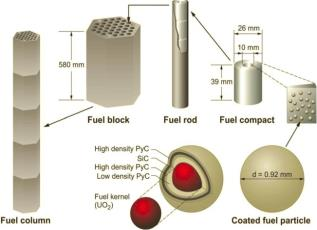 26 mm
10 mm
580 mm
39 mm
Fuel block
Fuel rod
Fuel compact
High density PyC
SiC
High density PyC
Low density PyC
d = 0.92 mm
Fuel kernel
(UO₂)
Fuel column
Coated fuel particle